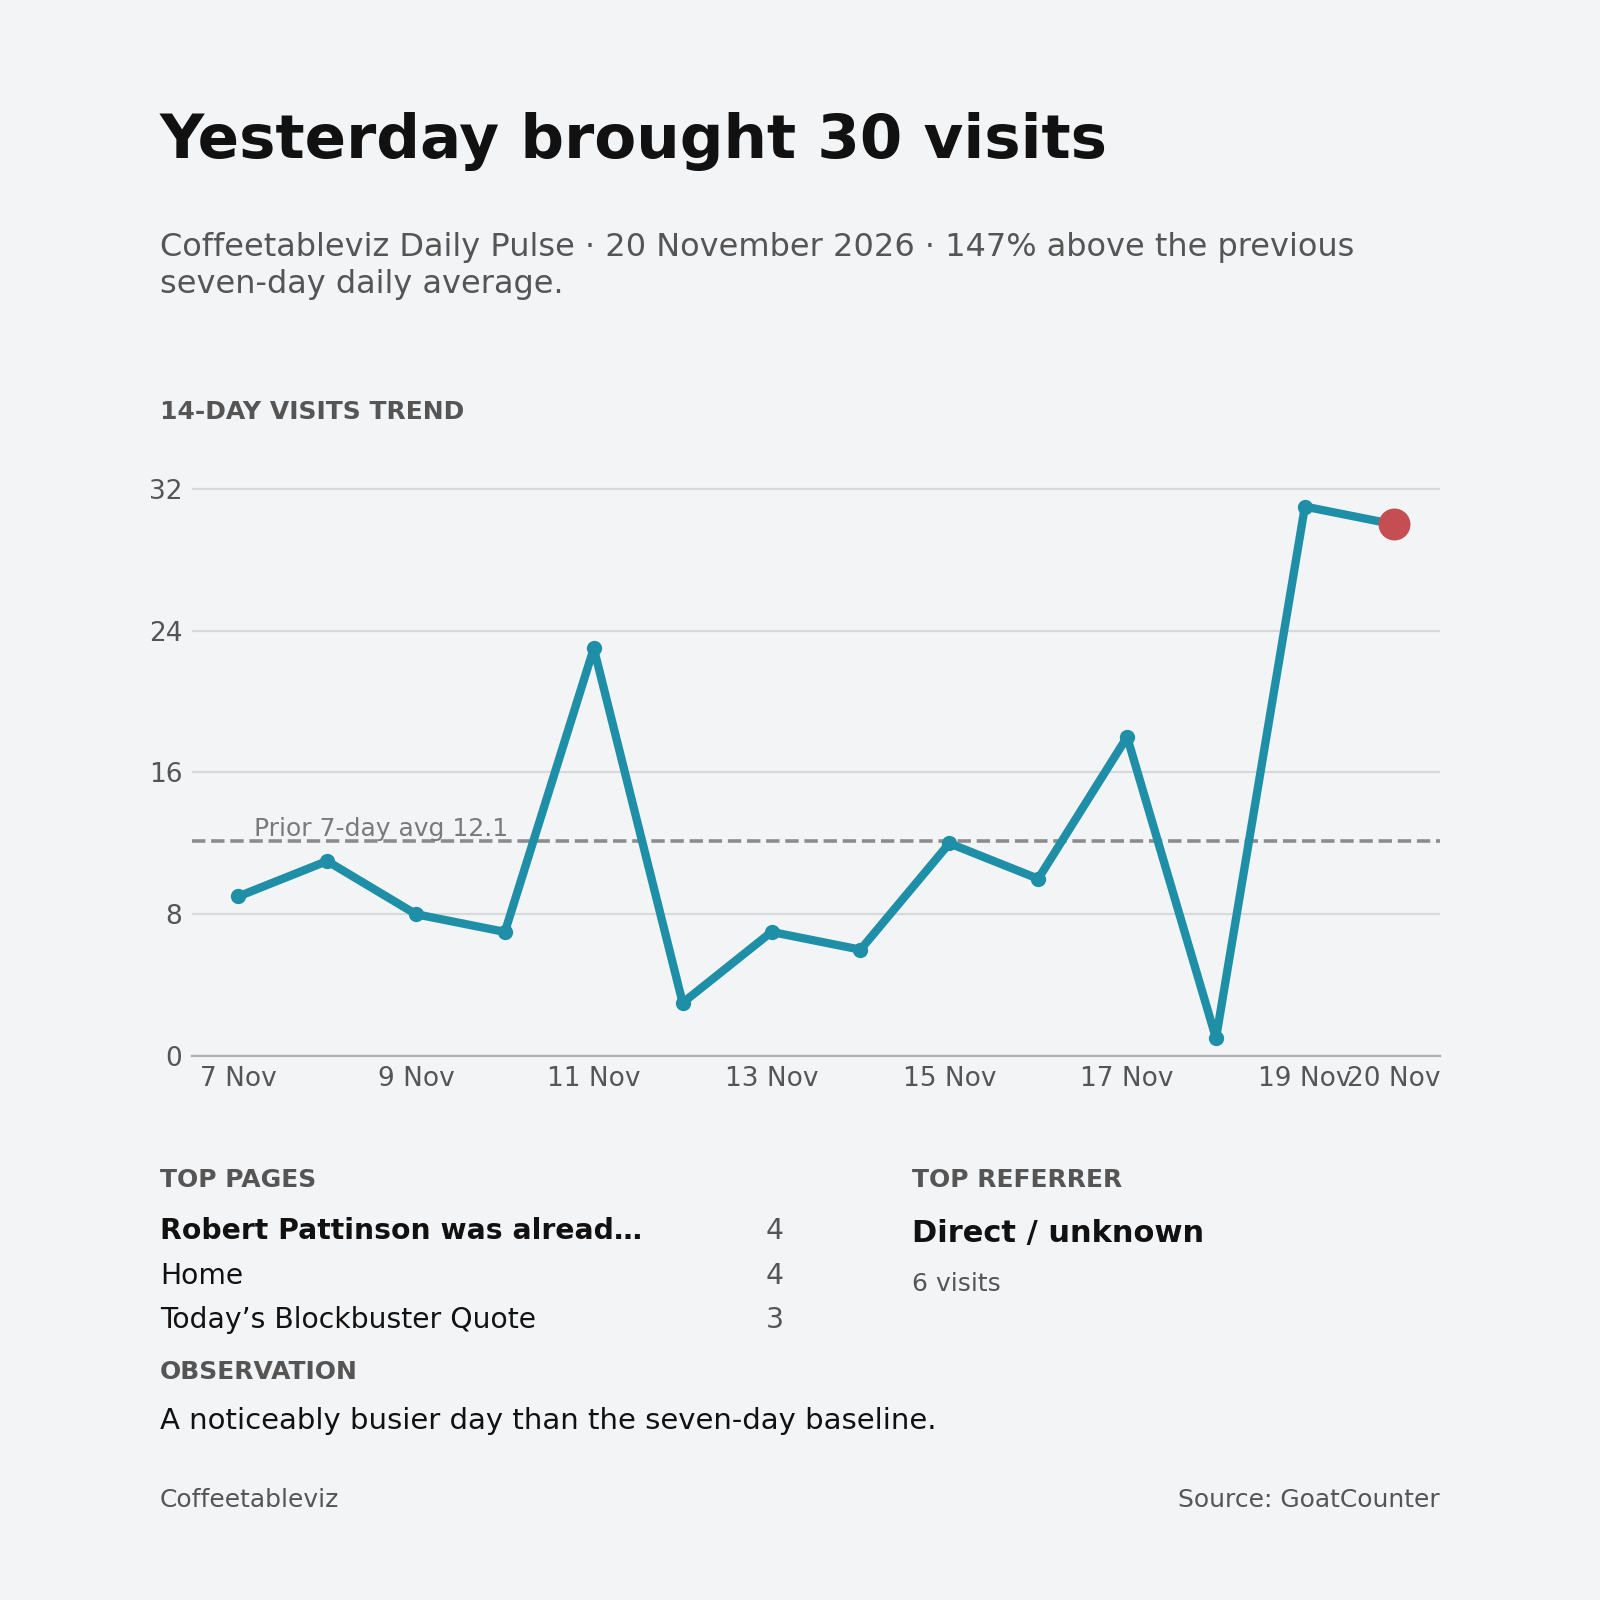 Yesterday brought 30 visits
Coffeetableviz Daily Pulse · 20 November 2026 · 147% above the previous
seven-day daily average.
14-DAY VISITS TREND
32
24
16
Prior 7-day avg 12.1
8
0
7 Nov 9 Nov 11 Nov 13 Nov 15 Nov 17 Nov 19 Nov 20 Nov
TOP PAGES
Robert Pattinson was alread… 4
Home 4
Today’s Blockbuster Quote 3
TOP REFERRER
Direct / unknown
6 visits
OBSERVATION
A noticeably busier day than the seven-day baseline.
Coffeetableviz
Source: GoatCounter